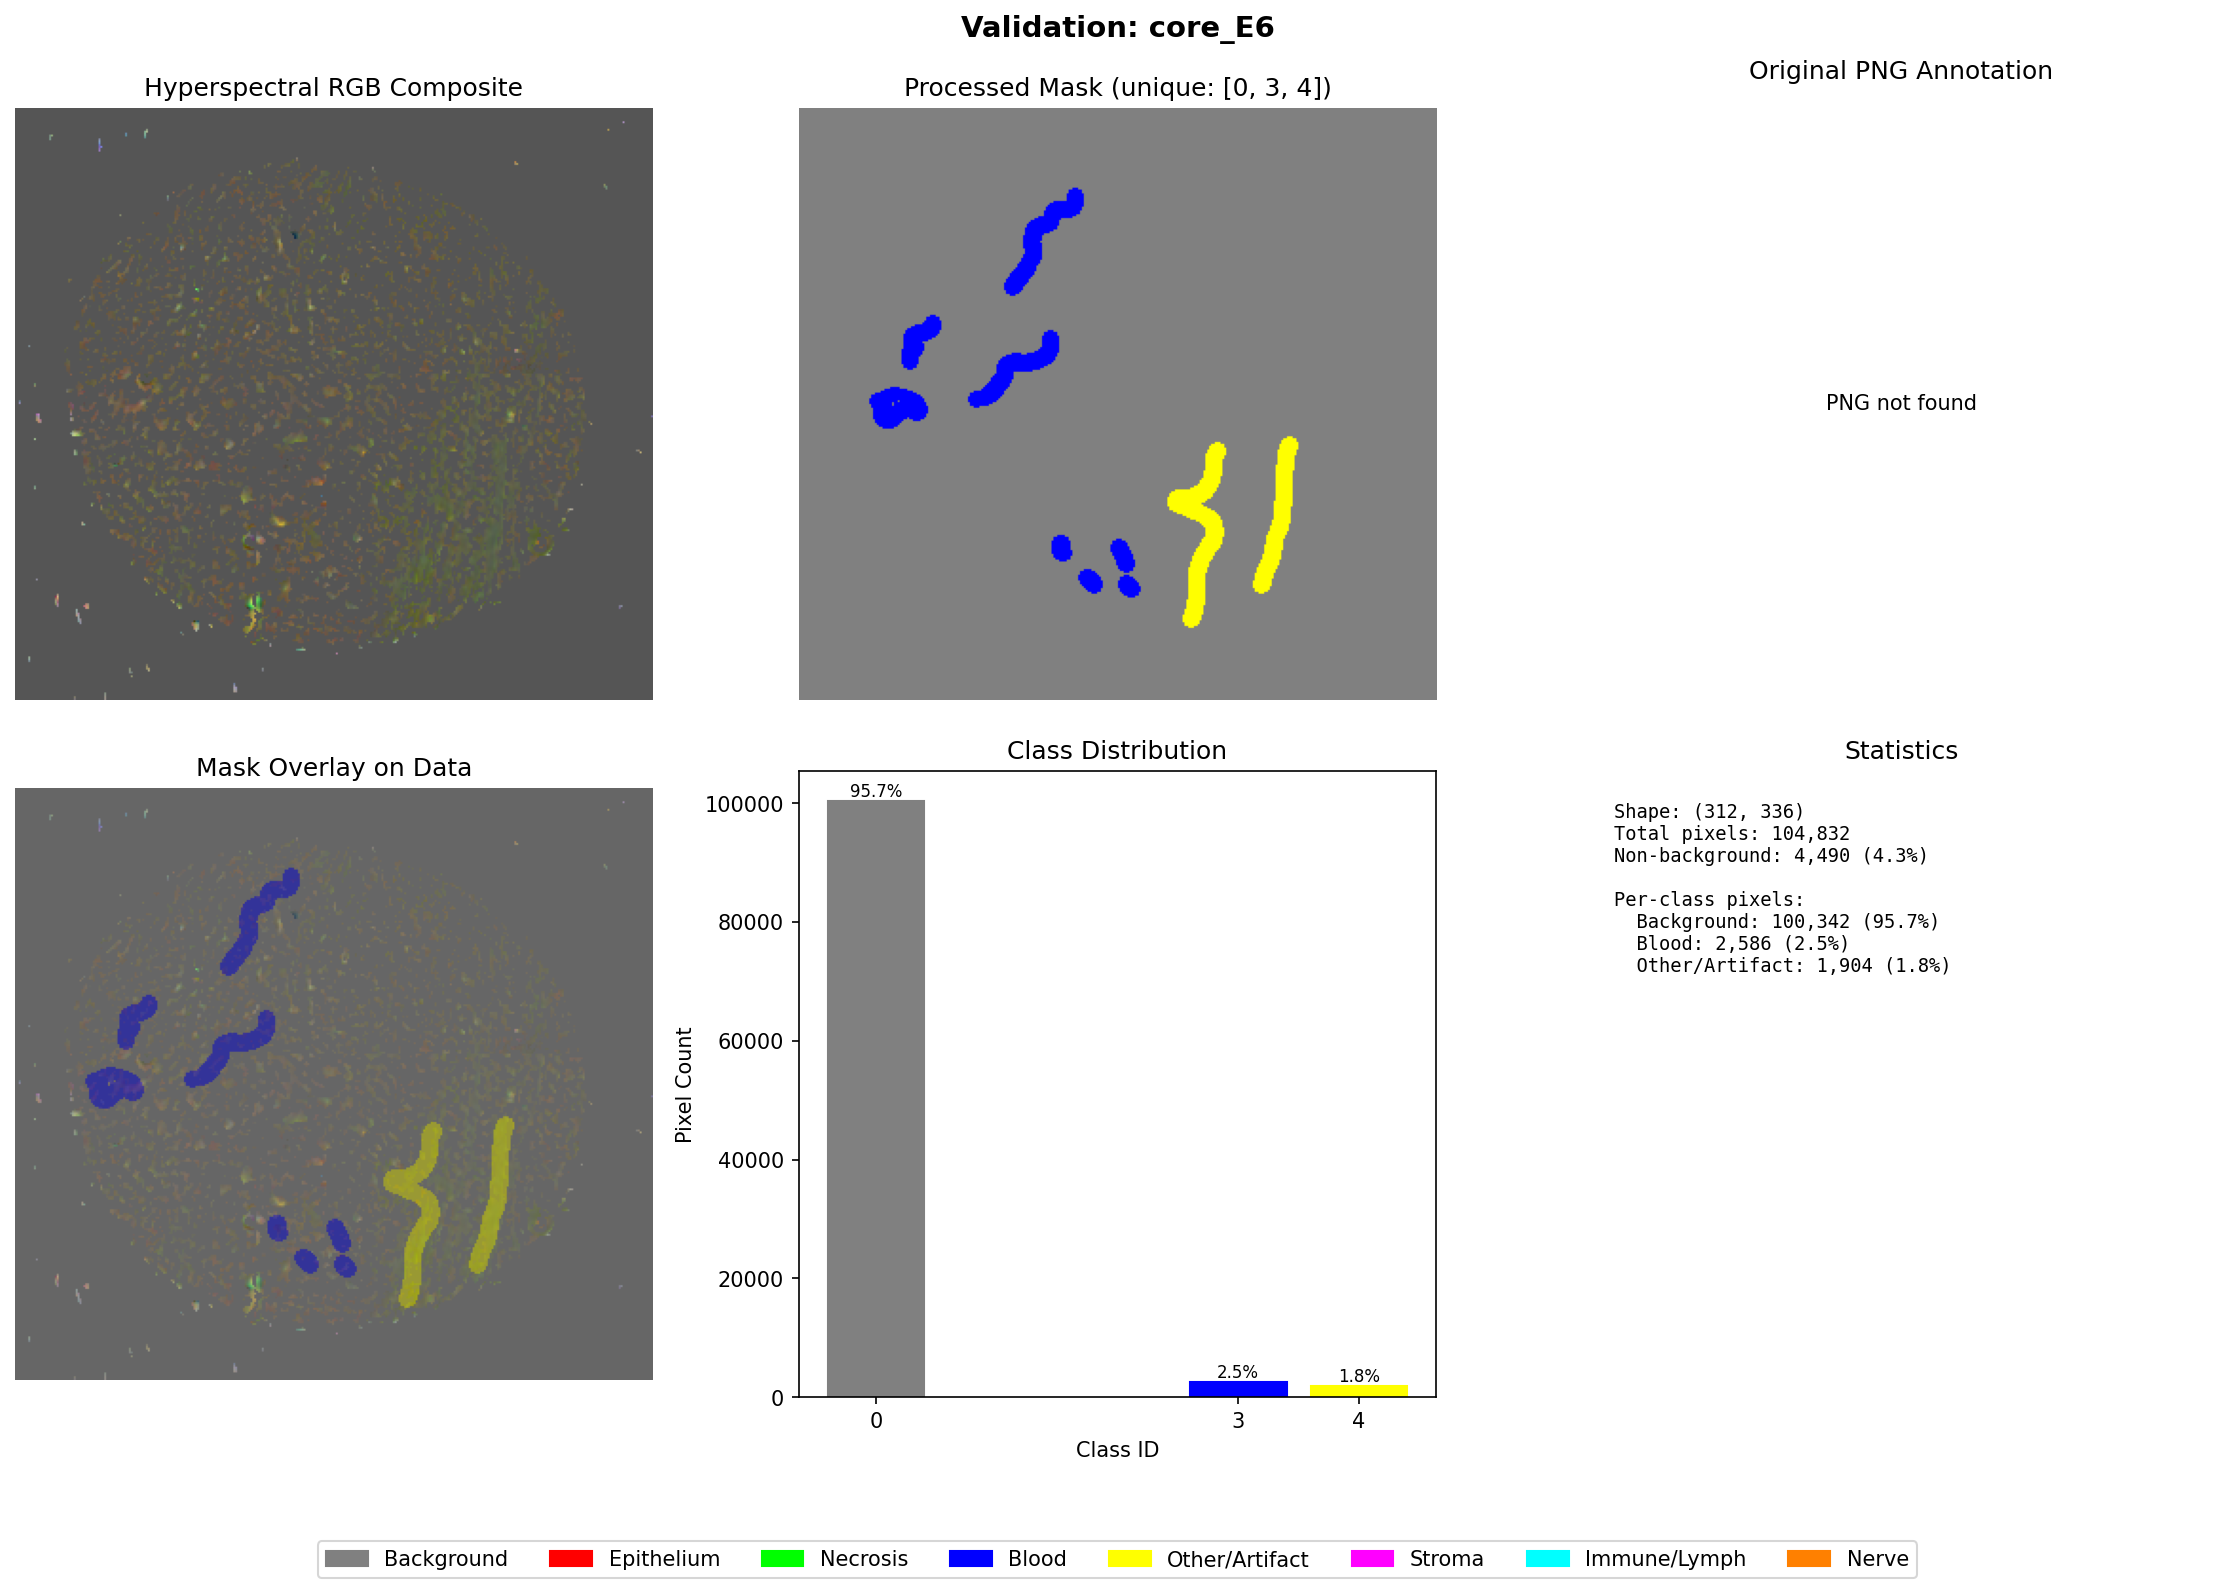 Validation: core_E6
Hyperspectral RGB Composite
Processed Mask (unique: [0, 3, 4])
Original PNG Annotation
PNG not found
Mask Overlay on Data
Class Distribution
95.7%
2.5%
1.8%
100000
80000
60000
40000
20000
0
Pixel Count
0
3
4
Class ID
Statistics
Shape: (312, 336)
Total pixels: 104,832
Non-background: 4,490 (4.3%)
Per-class pixels:
Background: 100,342 (95.7%)
Blood: 2,586 (2.5%)
Other/Artifact: 1,904 (1.8%)
Background
Epithelium
Necrosis
Blood
Other/Artifact
Stroma
Immune/Lymph
Nerve